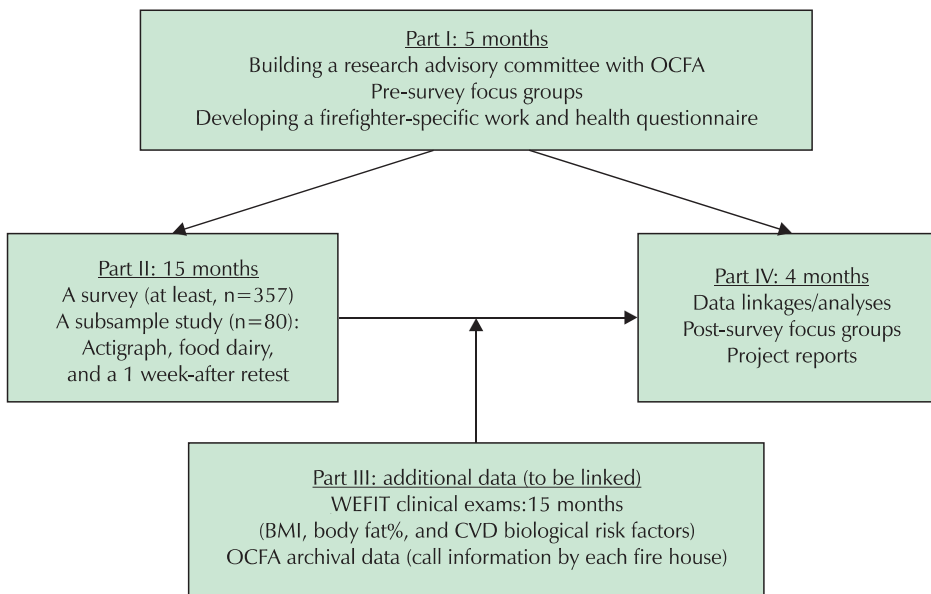 Part I: 5 months
Building a research advisory committee with OCFA
Pre-survey focus groups
Developing a firefighter-specific work and health questionnaire
Part II: 15 months
A survey (at least, n=357)
A subsample study (n=80):
Actigraph, food dairy,
and a 1 week-after retest
Part IV: 4 months
Data linkages/analyses
Post-survey focus groups
Project reports
Part III: additional data (to be linked)
WEFIT clinical exams:15 months
(BMI, body fat%, and CVD biological risk factors)
OCFA archival data (call information by each fire house)